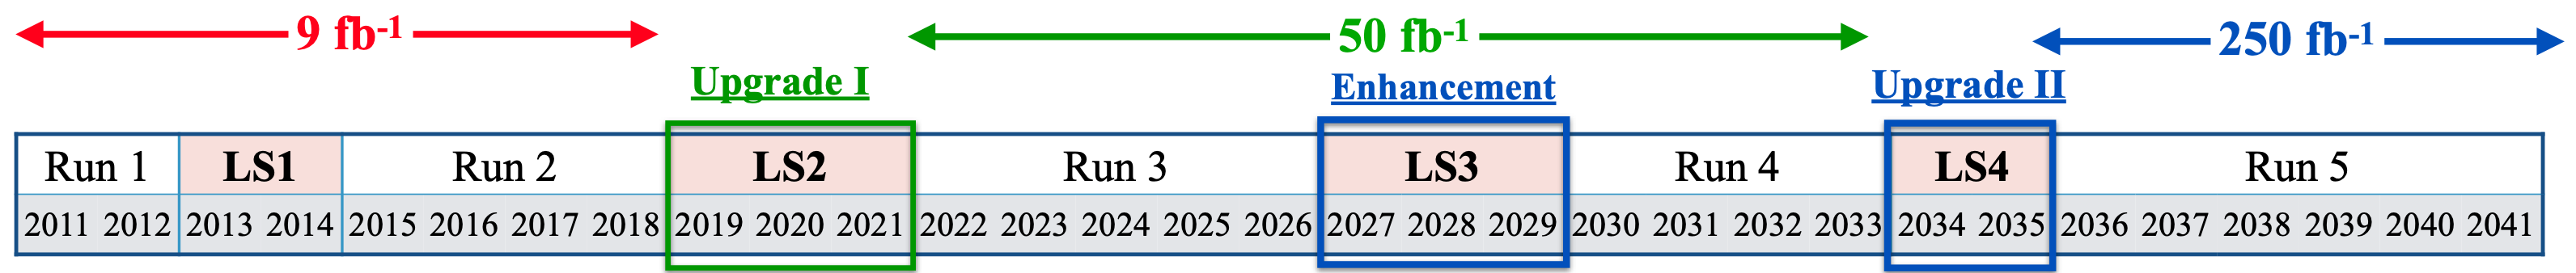 9 fb-1 50 fb-1 250 fb-1
Upgrade I Enhancement Upgrade II
Run 1 LS1 Run 2 LS2 Run 3 LS3 Run 4 LS4 Run 5
2011 2012 2013 2014 2015 2016 2017 2018 2019 2020 2021 2022 2023 2024 2025 2026 2027 2028 2029 2030 2031 2032 2033 2034 2035 2036 2037 2038 2039 2040 2041